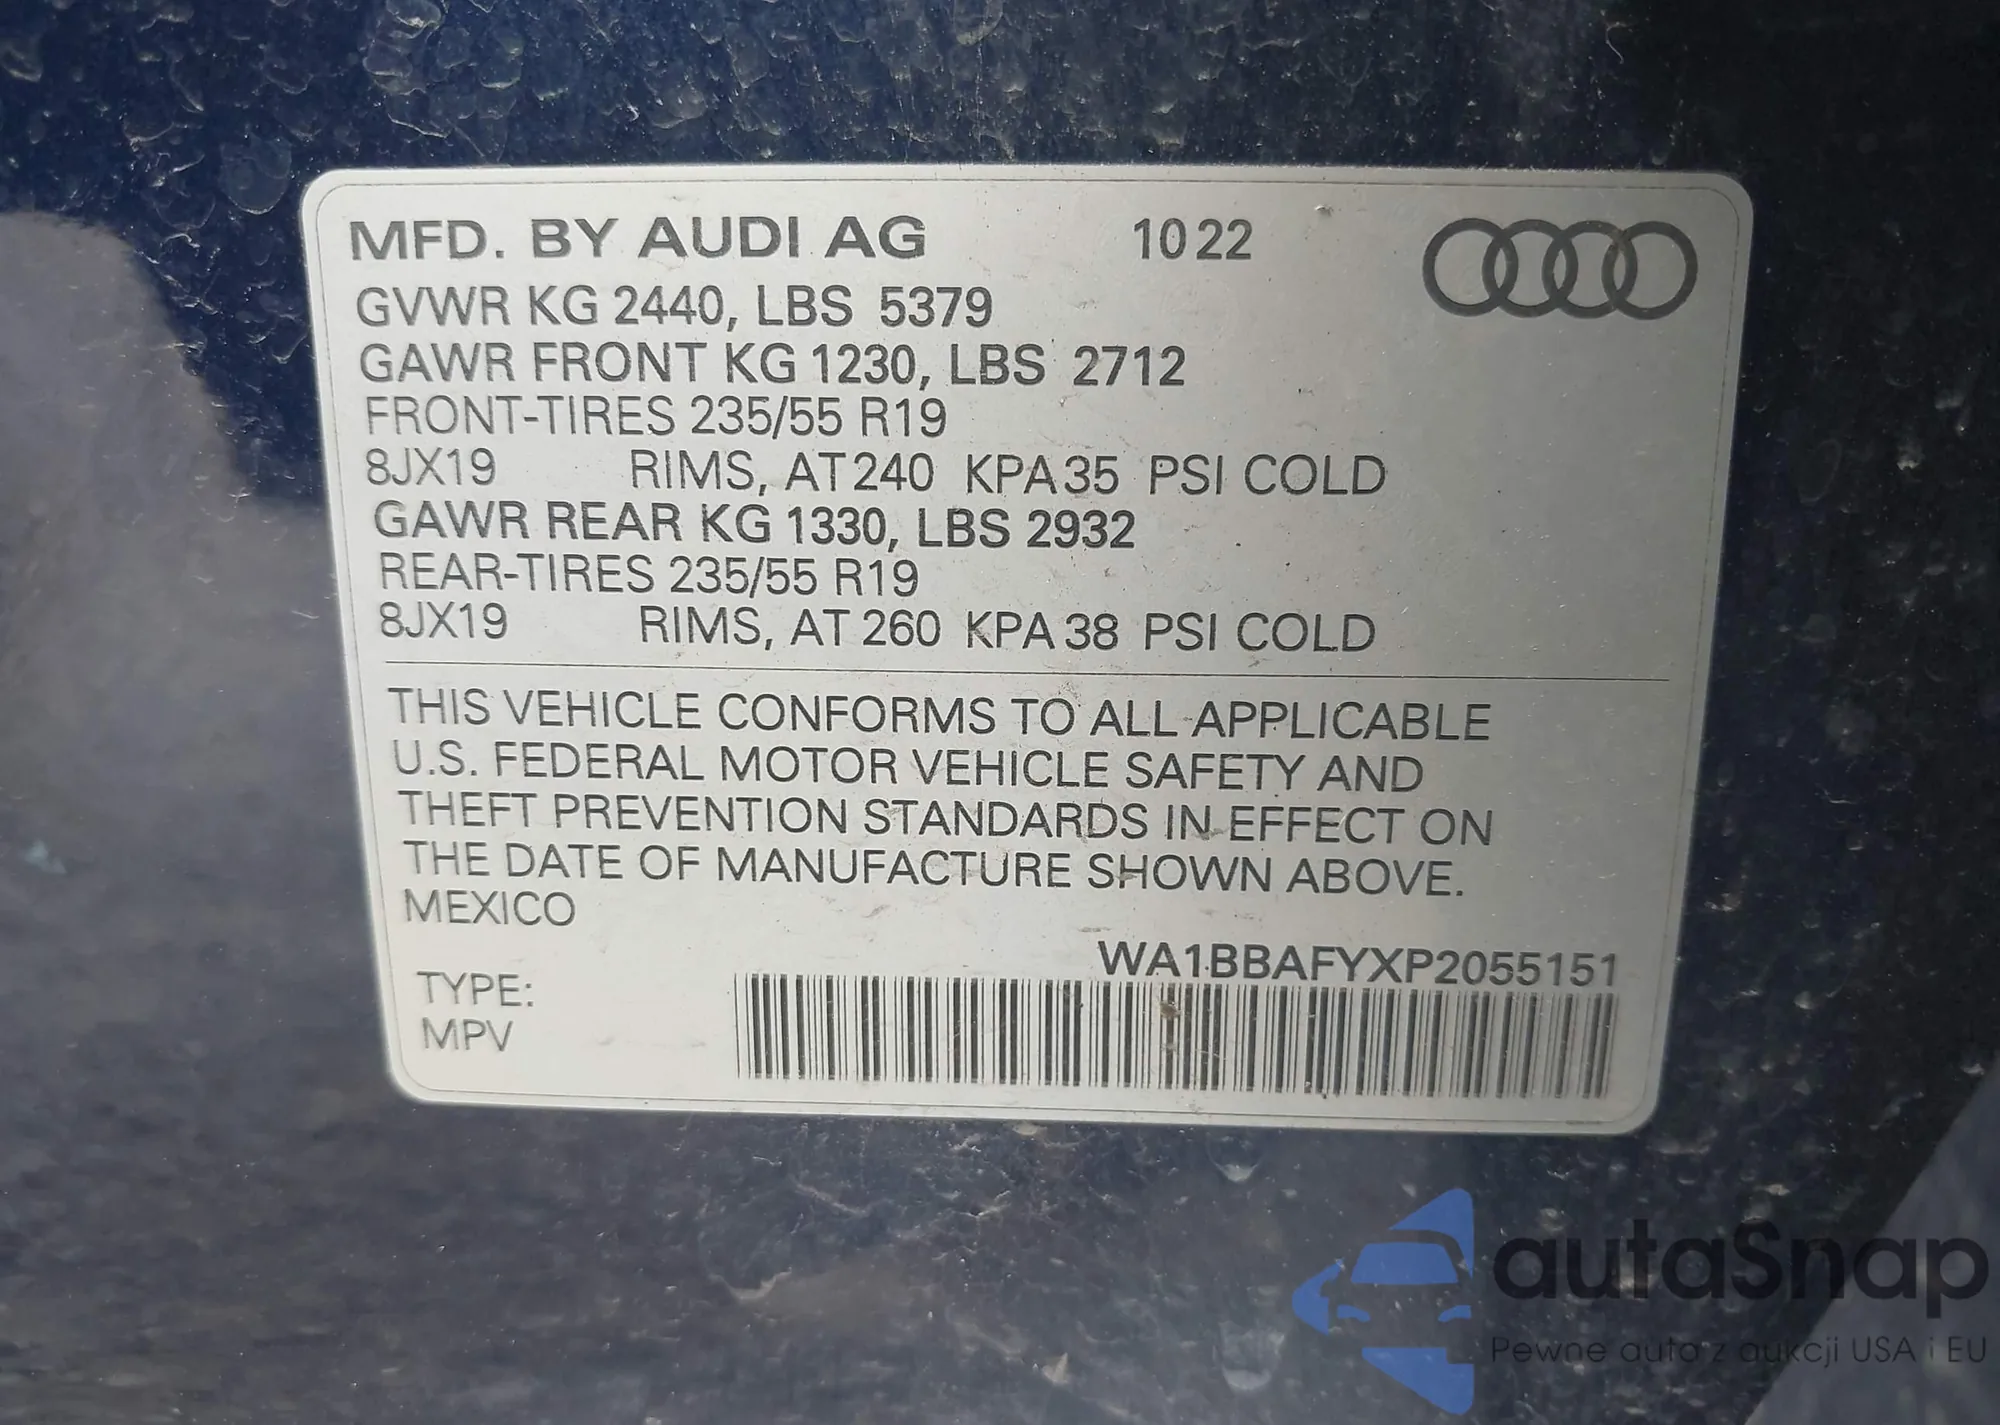 MFD. BY AUDI AG 10 22
GVWR KG 2440, LBS 5379
GAWR FRONT KG 1230, LBS 2712
FRONT-TIRES 235/55 R19
8JX19 RIMS, AT 240 KPA 35 PSI COLD
GAWR REAR KG 1330, LBS 2932
REAR-TIRES 235/55 R19
8JX19 RIMS, AT 260 KPA 38 PSI COLD
THIS VEHICLE CONFORMS TO ALL APPLICABLE
U.S. FEDERAL MOTOR VEHICLE SAFETY AND
THEFT PREVENTION STANDARDS IN EFFECT ON
THE DATE OF MANUFACTURE SHOWN ABOVE.
MEXICO
WA1BBAFYXP2055151
TYPE:
MPV
autaSnap
Pewne auto z aukcji USA i EU